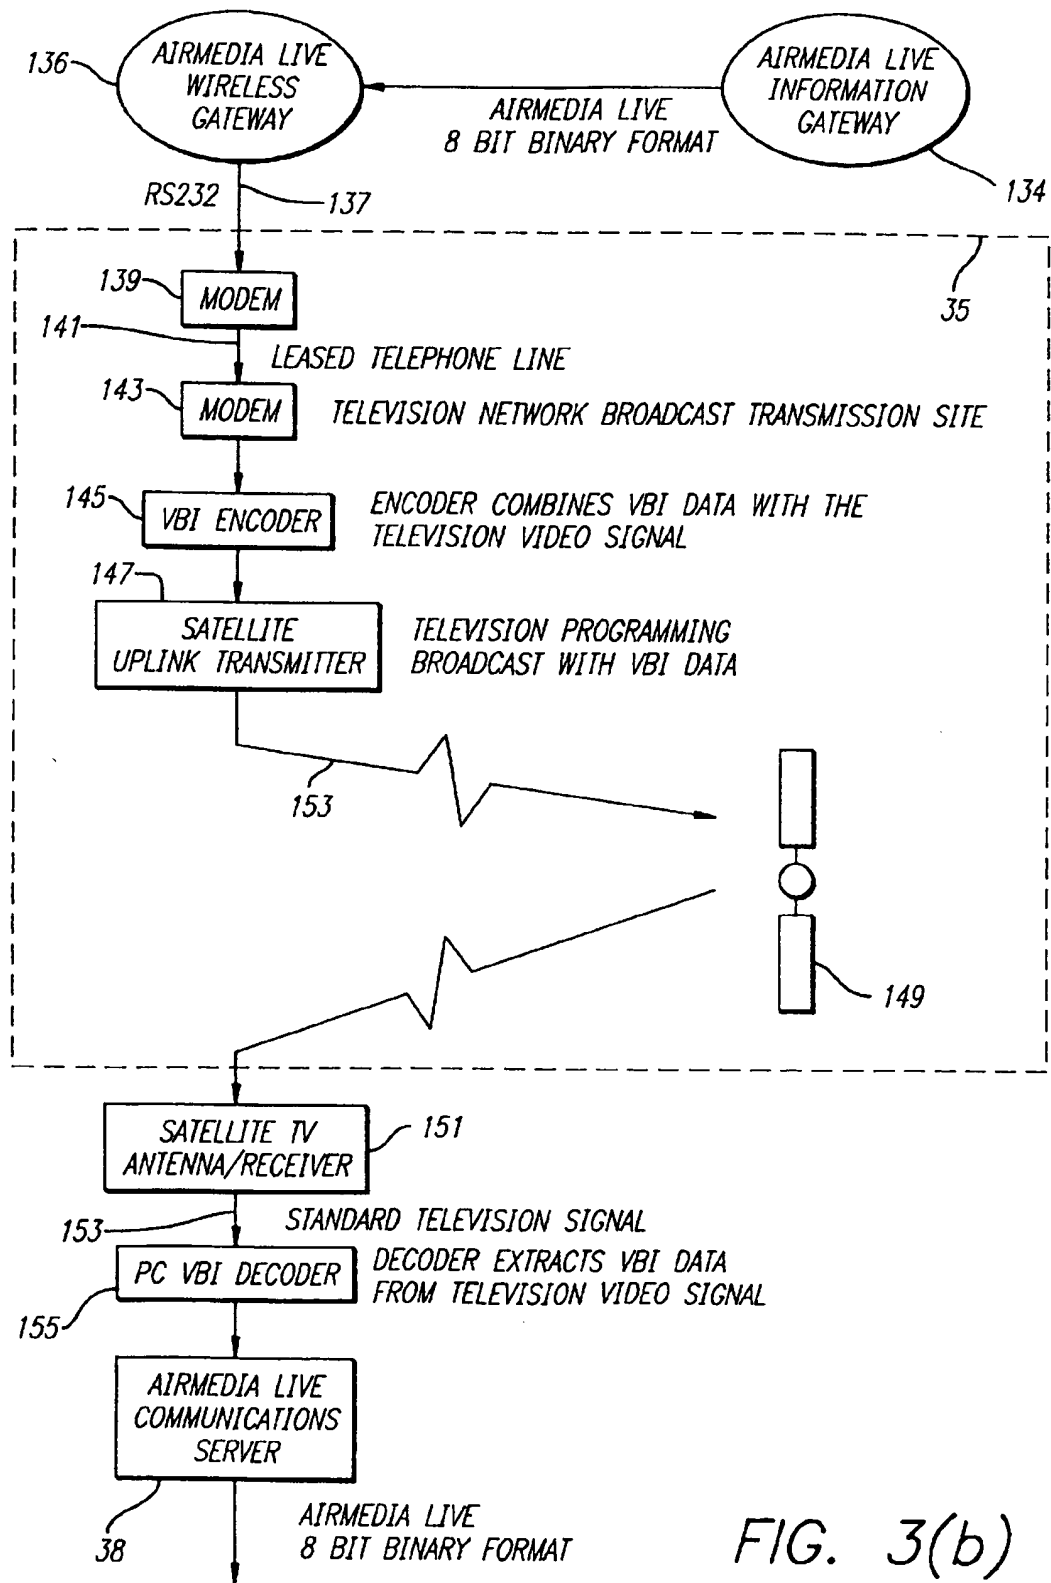 136
AIRMEDIA LIVE
WIRELESS
GATEWAY
AIRMEDIA LIVE
INFORMATION
GATEWAY
AIRMEDIA LIVE
8 BIT BINARY FORMAT
134
RS232
137
35
139
MODEM
141
LEASED TELEPHONE LINE
143
MODEM
TELEVISION NETWORK BROADCAST TRANSMISSION SITE
145
VBI ENCODER
ENCODER COMBINES VBI DATA WITH THE
TELEVISION VIDEO SIGNAL
147
SATELLITE
UPLINK TRANSMITTER
TELEVISION PROGRAMMING
BROADCAST WITH VBI DATA
153
149
SATELLITE TV
ANTENNA/RECEIVER
151
153
STANDARD TELEVISION SIGNAL
PC VBI DECODER
DECODER EXTRACTS VBI DATA
FROM TELEVISION VIDEO SIGNAL
155
AIRMEDIA LIVE
COMMUNICATIONS
SERVER
38
AIRMEDIA LIVE
8 BIT BINARY FORMAT
FIG. 3(b)